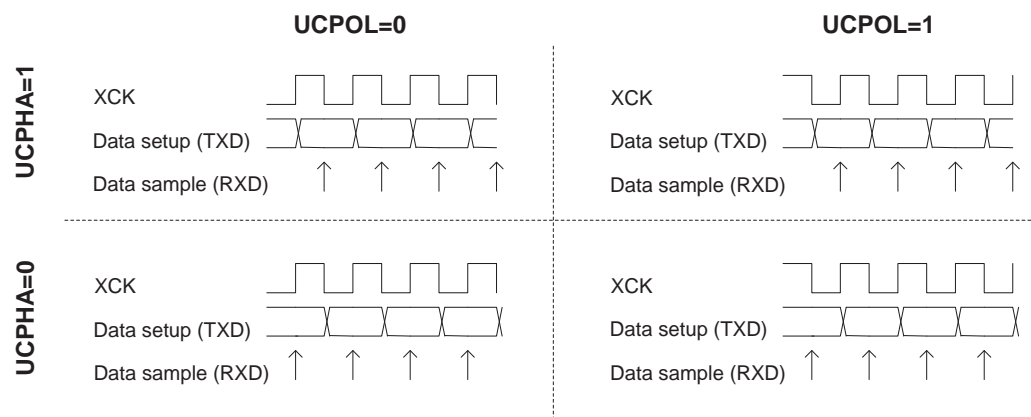 UCPOL=0
UCPOL=1
UCPHA=1
XCK
Data setup (TXD)
Data sample (RXD)
XCK
Data setup (TXD)
Data sample (RXD)
UCPHA=0
XCK
Data setup (TXD)
Data sample (RXD)
XCK
Data setup (TXD)
Data sample (RXD)